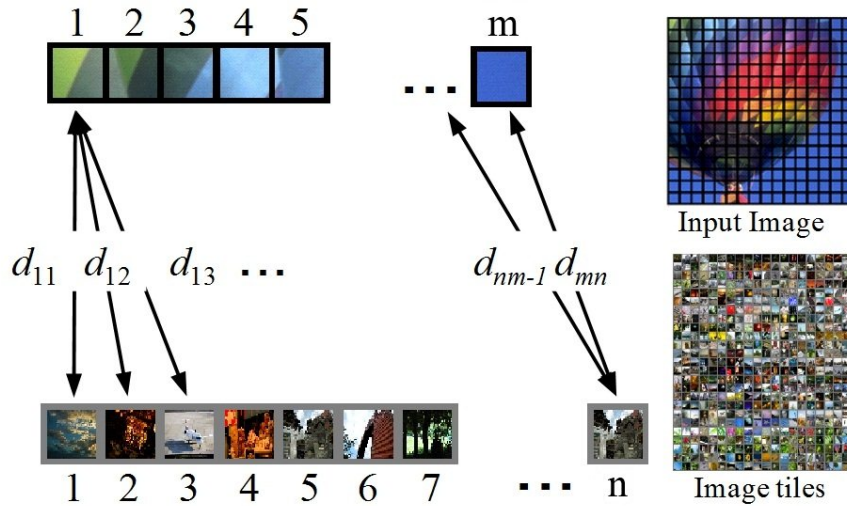 1 2 3 4 5 m
...
Input Image
d11 d12 d13 ... dnm-1 dmn
1 2 3 4 5 6 7 ... n
Image tiles